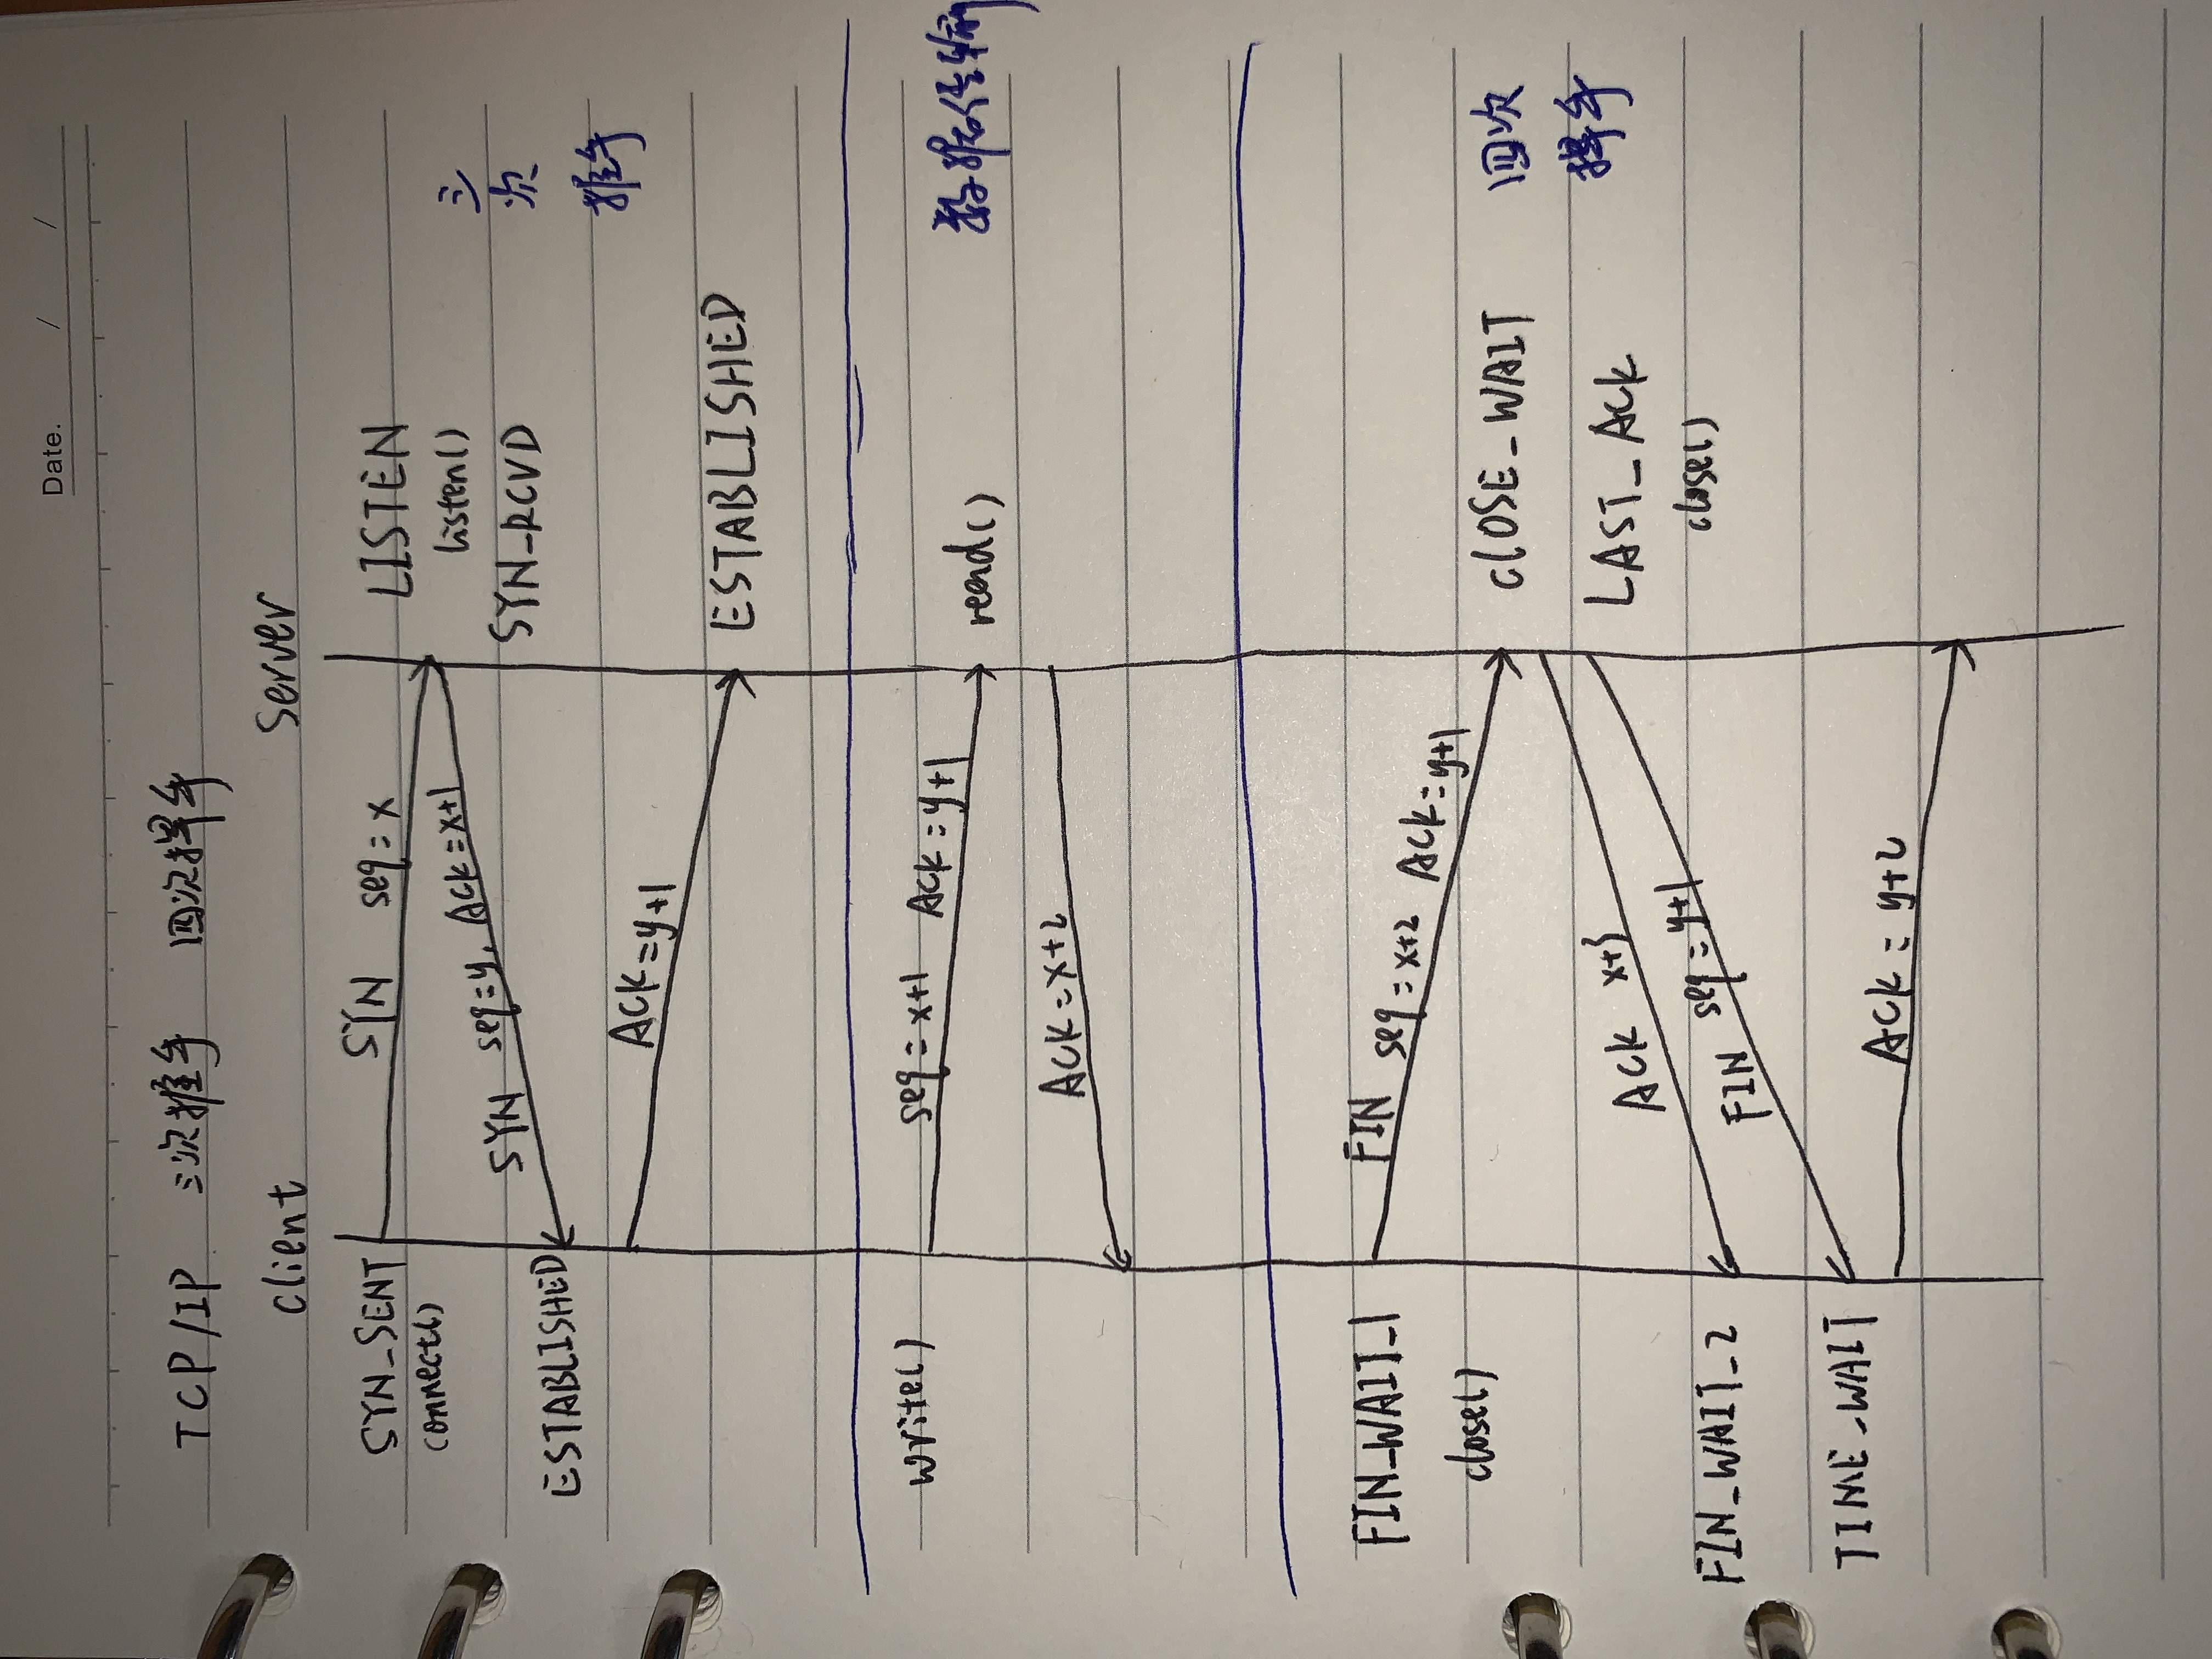 Date. / /
TCP/IP 三次握手 四次挥手
client Server
SYN_SENT SYN seq=x LISTEN
connect() listen()
SYN seq=y, Ack=x+1 SYN_RCVD 三
次
握手
ESTABLISHED
Ack=y+1
ESTABLISHED
write() seq=x+1 Ack=y+1 read() 数据传输
Ack=x+2
FIN_WAIT_1 FIN seq=x+2 Ack=y+1
close() CLOSE_WAIT 四次
挥手
Ack x+3 LAST_Ack
close()
FIN_WAIT_2 FIN seq=y+1
TIME_WAIT
Ack=y+2